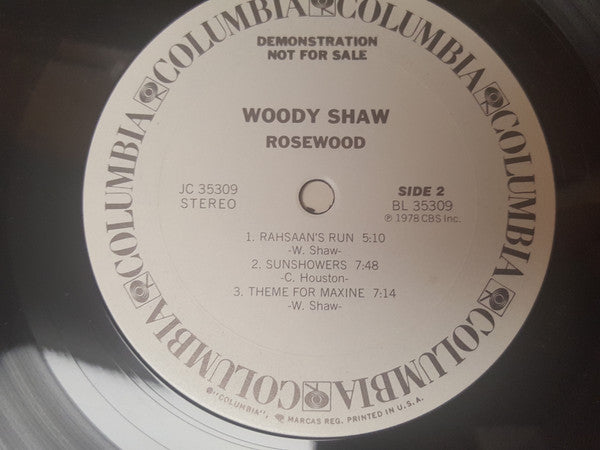 COLUMBIA COLUMBIA COLUMBIA COLUMBIA COLUMBIA COLUMBIA
DEMONSTRATION
NOT FOR SALE
WOODY SHAW
ROSEWOOD
JC 35309
STEREO
SIDE 2
BL 35309
℗ 1978 CBS Inc.
1. RAHSAAN'S RUN 5:10
-W. Shaw-
2. SUNSHOWERS 7:48
-C. Houston-
3. THEME FOR MAXINE 7:14
-W. Shaw-
®"COLUMBIA", MARCAS REG. PRINTED IN U.S.A.